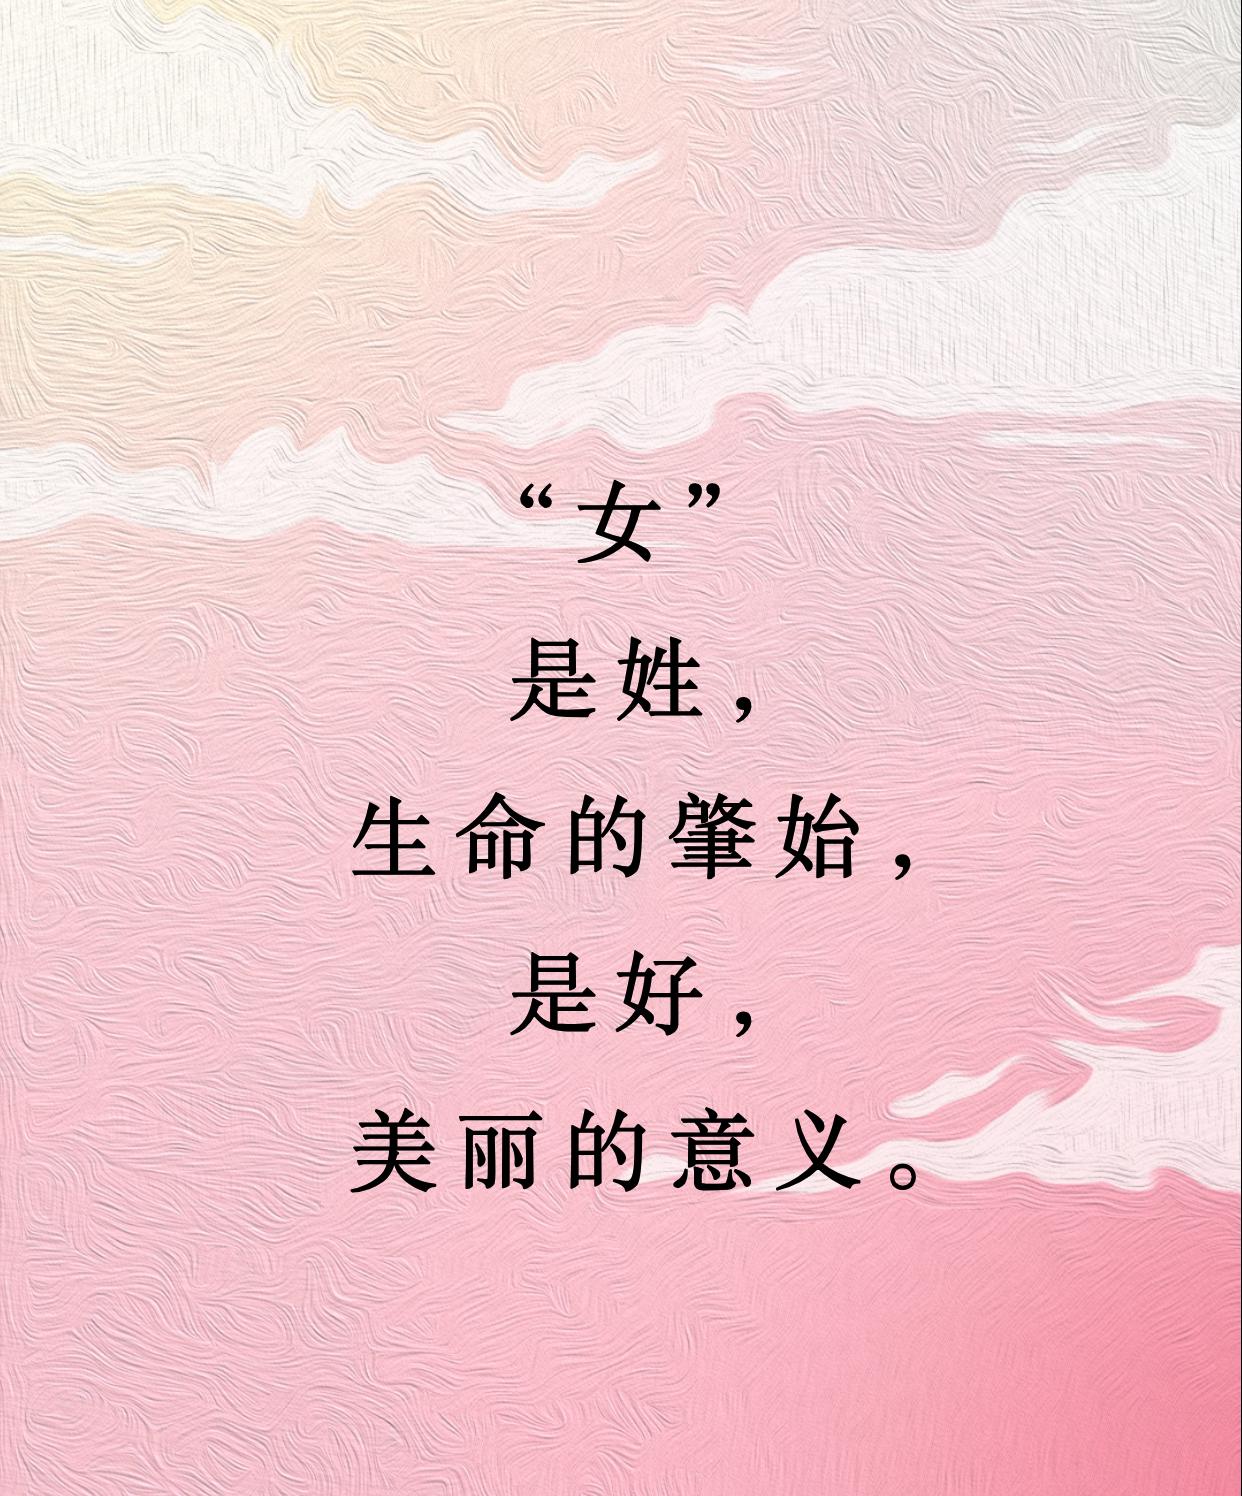 “女”
是姓，
生命的肇始，
是好，
美丽的意义。